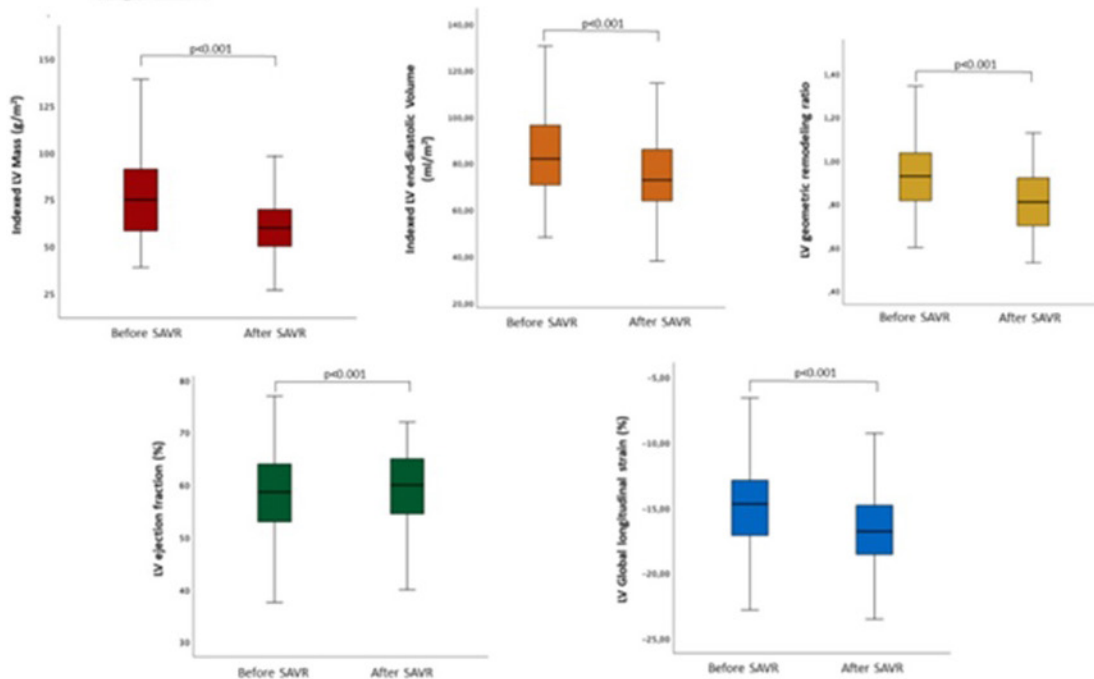 p<0.001
Indexed LV Mass (g/m²)
150
125
100
75
50
25
Before SAVR
After SAVR
p<0.001
Indexed LV end-diastolic Volume
(ml/m²)
140,00
120,00
100,00
80,00
60,00
40,00
20,00
Before SAVR
After SAVR
p<0.001
LV geometric remodeling ratio
1,40
1,20
1,00
,80
,60
,40
Before SAVR
After SAVR
p<0.001
LV ejection fraction (%)
80
70
60
50
40
30
Before SAVR
After SAVR
p<0.001
LV Global longitudinal strain (%)
-5,00
-10,00
-15,00
-20,00
-25,00
Before SAVR
After SAVR